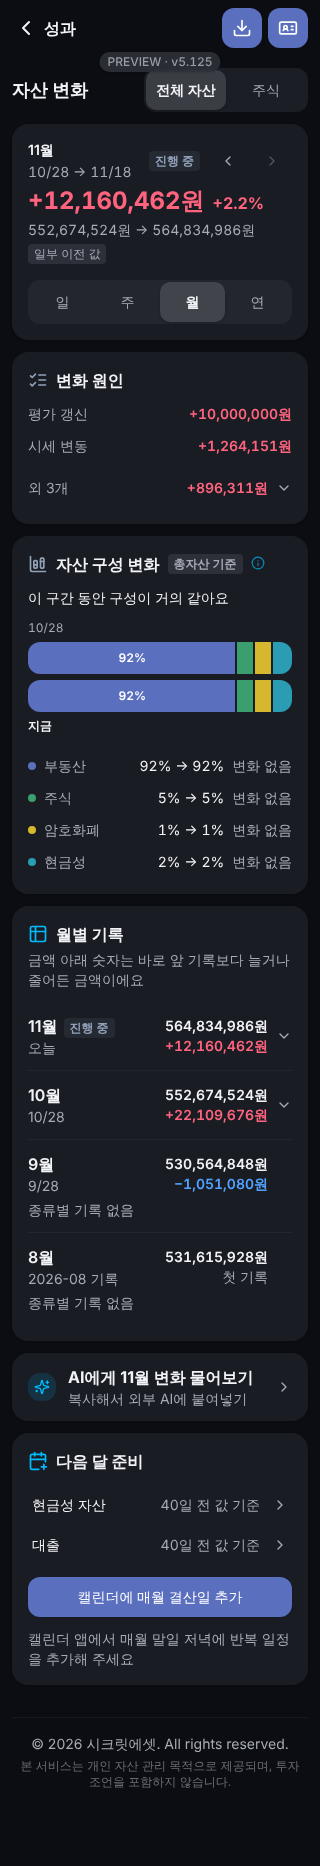 성과
PREVIEW · v5.125
자산 변화
전체 자산
주식
11월
10/28 → 11/18
진행 중
+12,160,462원 +2.2%
552,674,524원 → 564,834,986원
일부 이전 값
일
주
월
연
변화 원인
평가 갱신 +10,000,000원
시세 변동 +1,264,151원
외 3개 +896,311원
자산 구성 변화 총자산 기준
이 구간 동안 구성이 거의 같아요
10/28
92%
92%
지금
부동산 92% → 92% 변화 없음
주식 5% → 5% 변화 없음
암호화폐 1% → 1% 변화 없음
현금성 2% → 2% 변화 없음
월별 기록
금액 아래 숫자는 바로 앞 기록보다 늘거나
줄어든 금액이에요
11월 진행 중 564,834,986원
오늘 +12,160,462원
10월 552,674,524원
10/28 +22,109,676원
9월 530,564,848원
9/28 −1,051,080원
종류별 기록 없음
8월 531,615,928원
2026-08 기록 첫 기록
종류별 기록 없음
AI에게 11월 변화 물어보기
복사해서 외부 AI에 붙여넣기
다음 달 준비
현금성 자산 40일 전 값 기준
대출 40일 전 값 기준
캘린더에 매월 결산일 추가
캘린더 앱에서 매월 말일 저녁에 반복 일정
을 추가해 주세요
© 2026 시크릿에셋. All rights reserved.
본 서비스는 개인 자산 관리 목적으로 제공되며, 투자
조언을 포함하지 않습니다.